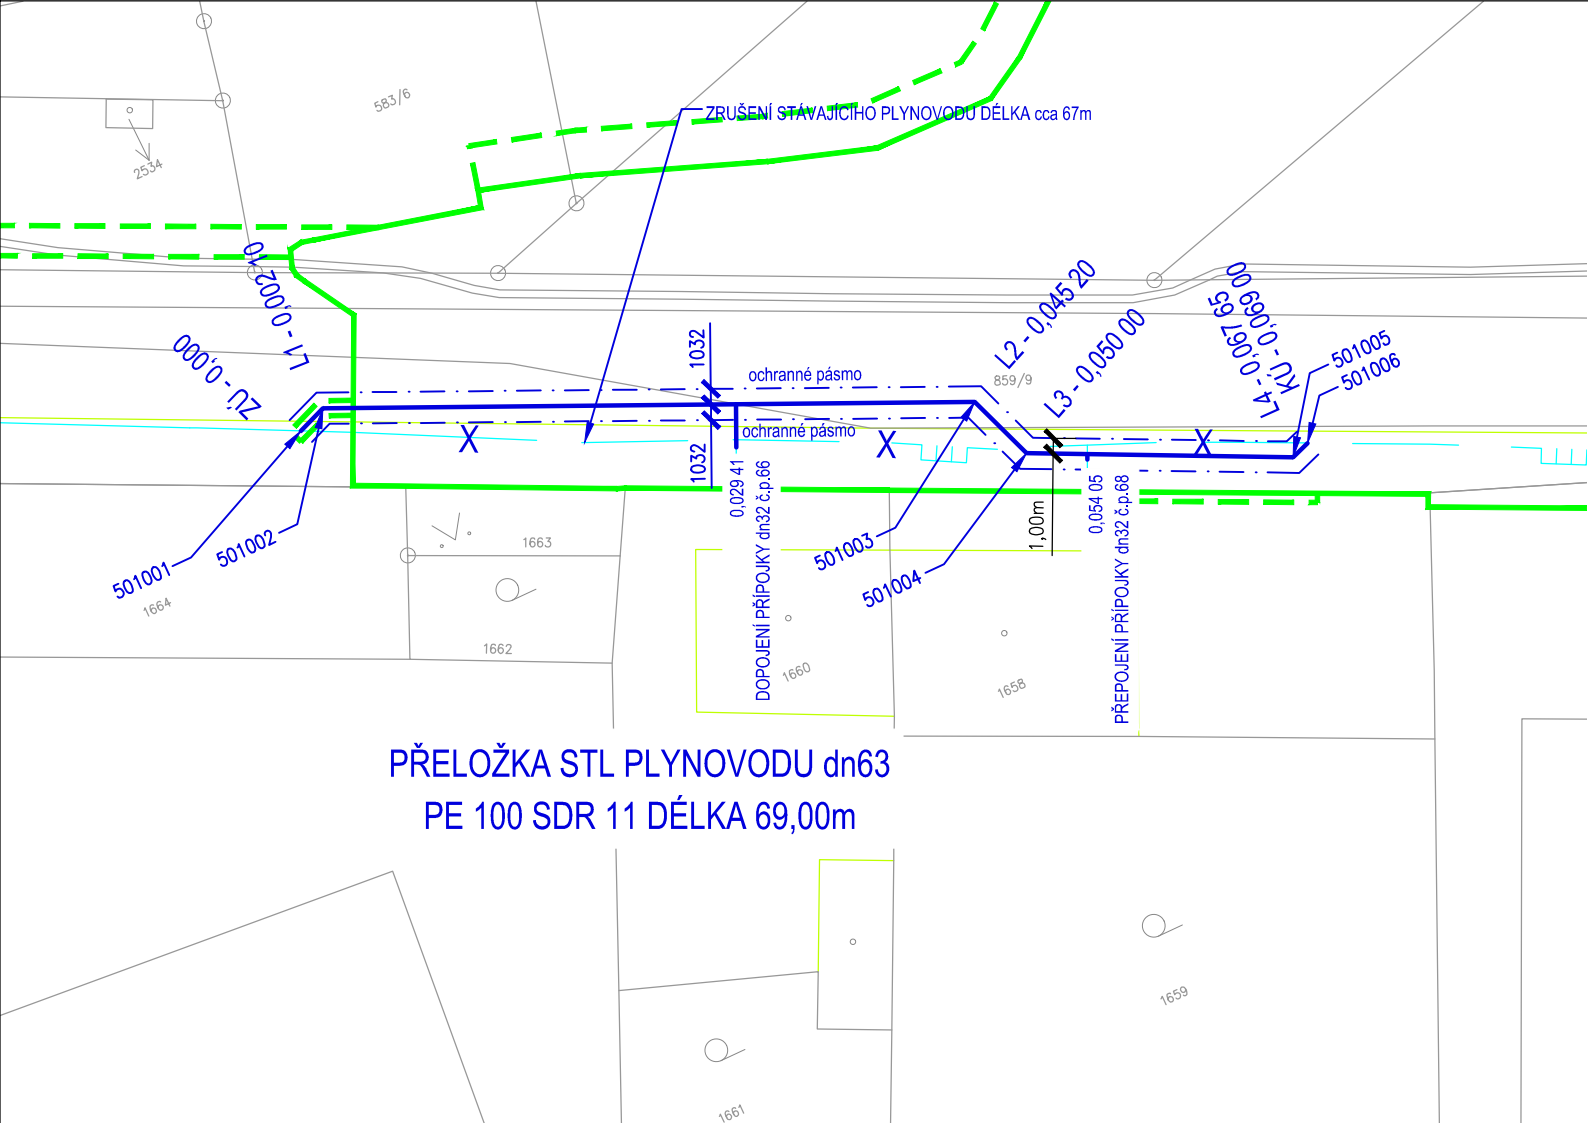 583/6
ZRUŠENÍ STÁVAJÍCÍHO PLYNOVODU DÉLKA cca 67m
2534
ZÚ - 0,000
L1 - 0,002 10
1032
ochranné pásmo
ochranné pásmo
1032
L2 - 0,045 20
859/9
L3 - 0,050 00
L4 - 0,067 65
KÚ - 0,069 00
501005
501006
X
X
X
0,029 41
DOPOJENÍ PŘÍPOJKY dn32 č.p.66
1,00m
0,054 05
PŘEPOJENÍ PŘÍPOJKY dn32 č.p.68
501001
501002
501003
501004
1664
1663
1662
1660
1658
PŘELOŽKA STL PLYNOVODU dn63
PE 100 SDR 11 DÉLKA 69,00m
1659
1661